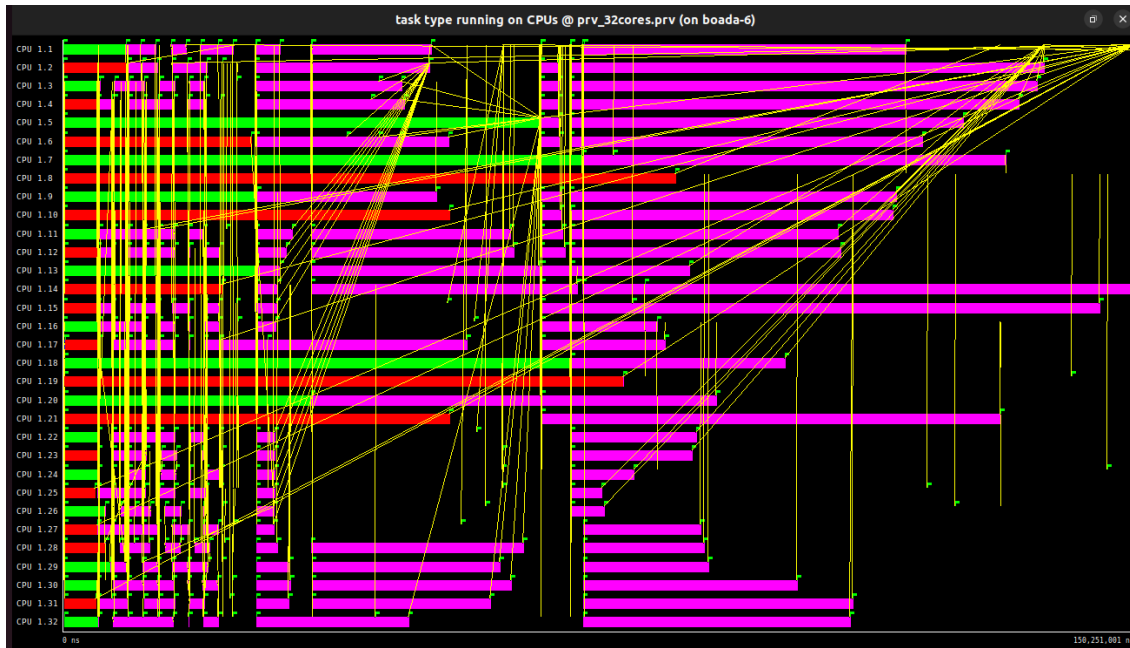 task type running on CPUs @ prv_32cores.prv (on boada-6)
CPU 1.1
CPU 1.2
CPU 1.3
CPU 1.4
CPU 1.5
CPU 1.6
CPU 1.7
CPU 1.8
CPU 1.9
CPU 1.10
CPU 1.11
CPU 1.12
CPU 1.13
CPU 1.14
CPU 1.15
CPU 1.16
CPU 1.17
CPU 1.18
CPU 1.19
CPU 1.20
CPU 1.21
CPU 1.22
CPU 1.23
CPU 1.24
CPU 1.25
CPU 1.26
CPU 1.27
CPU 1.28
CPU 1.29
CPU 1.30
CPU 1.31
CPU 1.32
0 ns 150,251,001 n